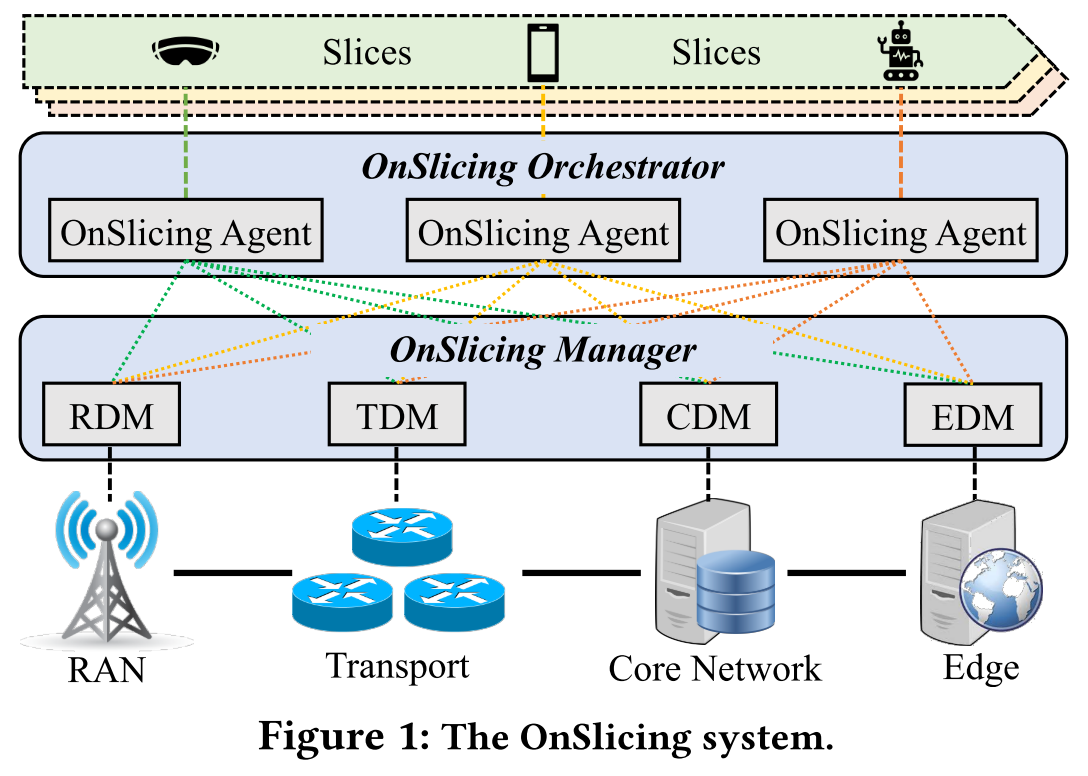 Slices Slices
OnSlicing Orchestrator
OnSlicing Agent OnSlicing Agent OnSlicing Agent
OnSlicing Manager
RDM TDM CDM EDM
RAN Transport Core Network Edge
Figure 1: The OnSlicing system.